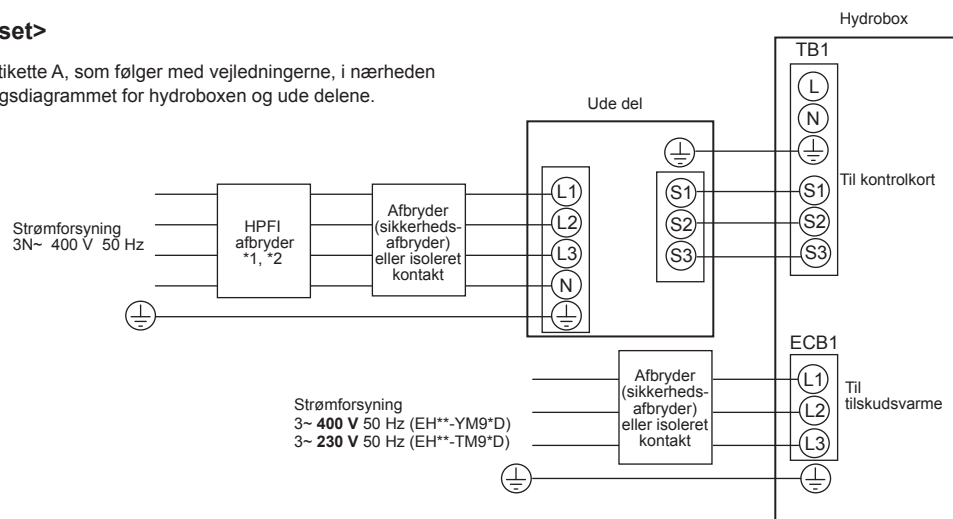 set>
tikette A, som følger med vejledningerne, i nærheden
gsdiagrammet for hydroboxen og ude delene.
Hydrobox
TB1
L
N
Ude del
S1
S2
S3
Til kontrolkort
S1
S2
S3
Strømforsyning
3N~ 400 V 50 Hz
HPFI
afbryder
*1, *2
Afbryder
(sikkerheds-
afbryder)
eller isoleret
kontakt
L1
L2
L3
N
ECB1
L1
L2
L3
Til
tilskudsvarme
Afbryder
(sikkerheds-
afbryder)
eller isoleret
kontakt
Strømforsyning
3~ 400 V 50 Hz (EH**-YM9*D)
3~ 230 V 50 Hz (EH**-TM9*D)